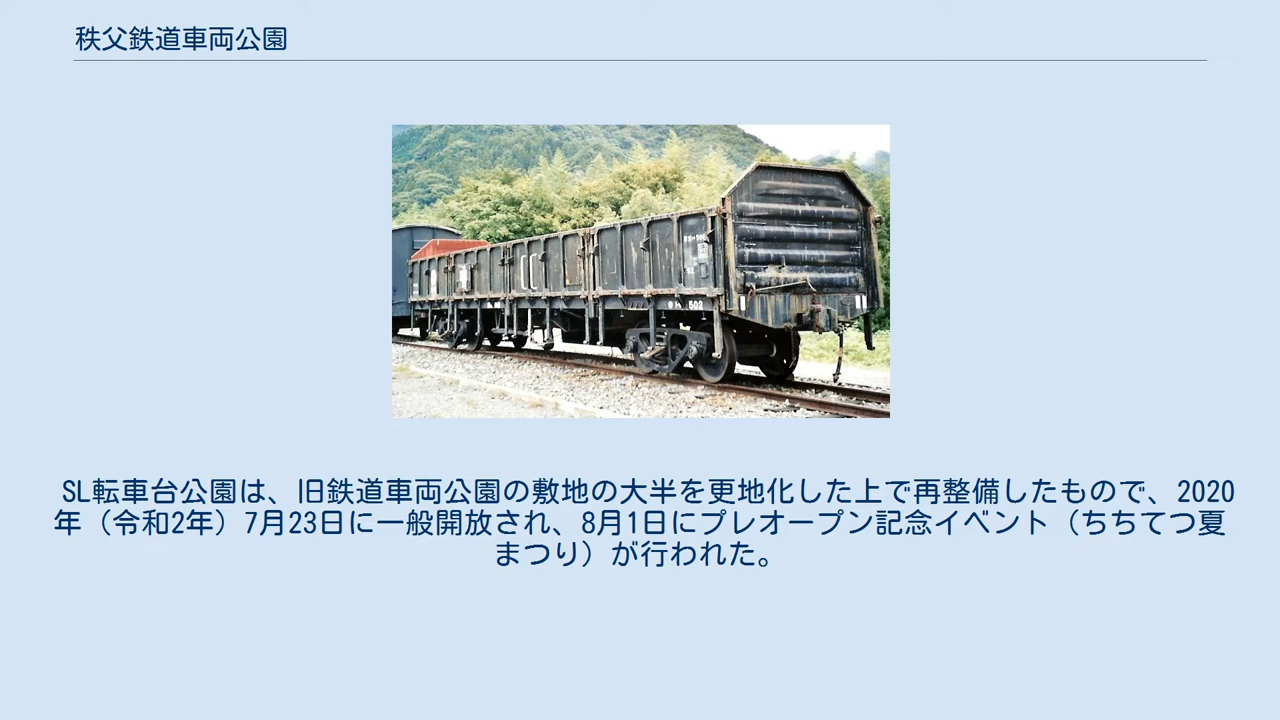 秩父鉄道車両公園
502
SL転車台公園は、旧鉄道車両公園の敷地の大半を更地化した上で再整備したもので、2020
年（令和2年）7月23日に一般開放され、8月1日にプレオープン記念イベント（ちちてつ夏
まつり）が行われた。